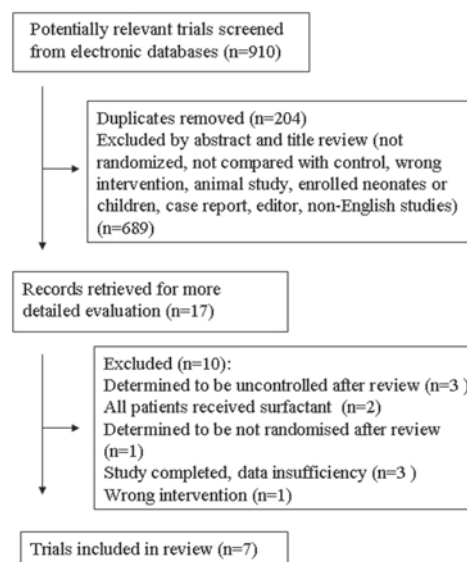 Potentially relevant trials screened
from electronic databases (n=910)
Duplicates removed (n=204)
Excluded by abstract and title review (not
randomized, not compared with control, wrong
intervention, animal study, enrolled neonates or
children, case report, editor, non-English studies)
(n=689)
Records retrieved for more
detailed evaluation (n=17)
Excluded (n=10):
Determined to be uncontrolled after review (n=3 )
All patients received surfactant (n=2)
Determined to be not randomised after review
(n=1)
Study completed, data insufficiency (n=3 )
Wrong intervention (n=1)
Trials included in review (n=7)